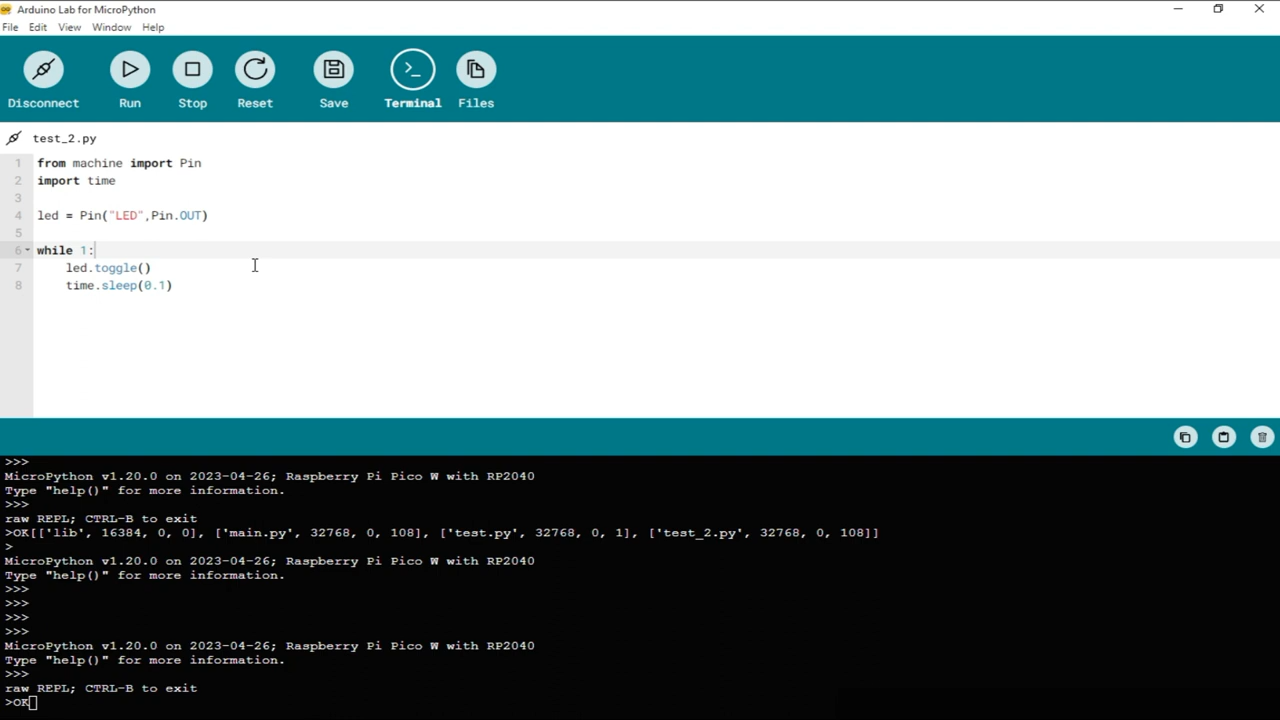 Arduino Lab for MicroPython
File Edit View Window Help
Disconnect Run Stop Reset Save Terminal Files
test_2.py
1 from machine import Pin
2 import time
3
4 led = Pin("LED",Pin.OUT)
5
6 while 1:
7 led.toggle()
8 time.sleep(0.1)
>>>
MicroPython v1.20.0 on 2023-04-26; Raspberry Pi Pico W with RP2040
Type "help()" for more information.
>>>
raw REPL; CTRL-B to exit
>OK[['lib', 16384, 0, 0], ['main.py', 32768, 0, 108], ['test.py', 32768, 0, 1], ['test_2.py', 32768, 0, 108]]
>
MicroPython v1.20.0 on 2023-04-26; Raspberry Pi Pico W with RP2040
Type "help()" for more information.
>>>
>>>
>>>
>>>
MicroPython v1.20.0 on 2023-04-26; Raspberry Pi Pico W with RP2040
Type "help()" for more information.
>>>
raw REPL; CTRL-B to exit
>OK